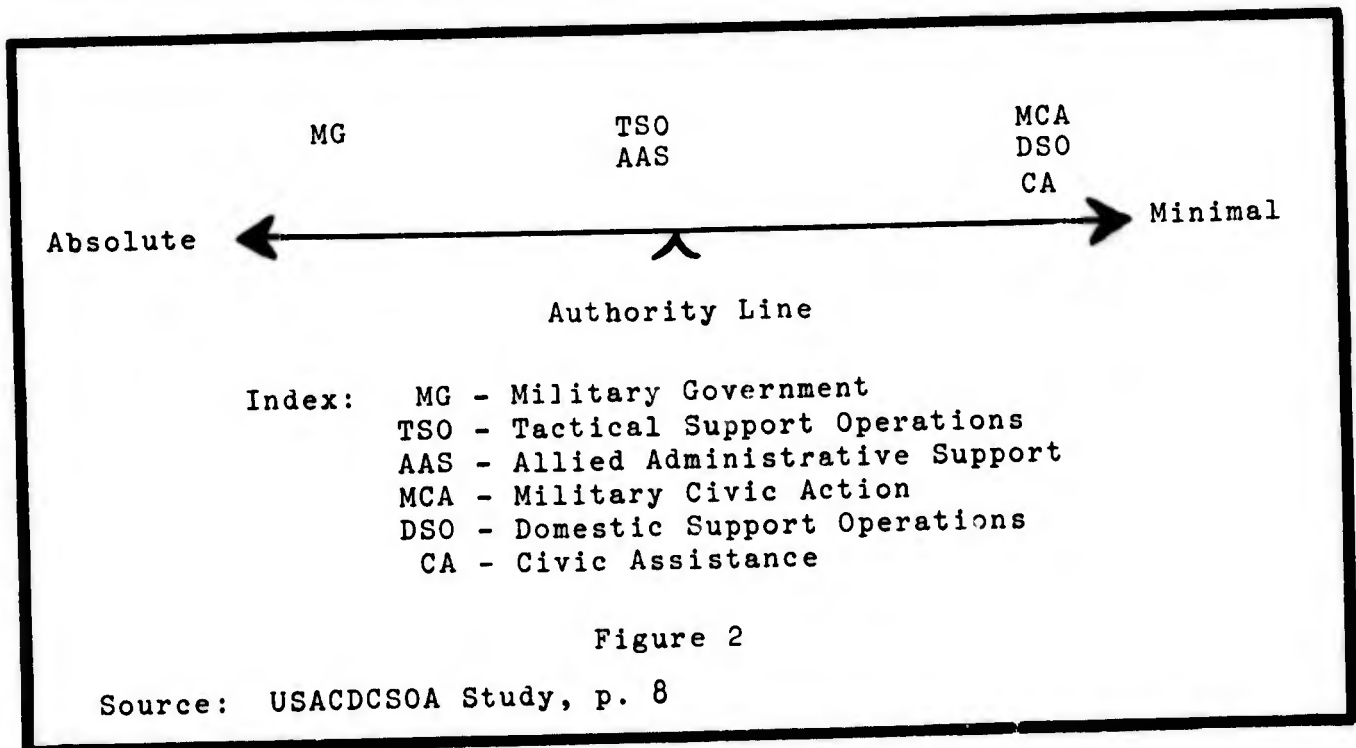 MG TSO MCA
AAS DSO
CA
Absolute Minimal
Authority Line
Index: MG - Military Government
TSO - Tactical Support Operations
AAS - Allied Administrative Support
MCA - Military Civic Action
DSO - Domestic Support Operations
CA - Civic Assistance
Figure 2
Source: USACDCSOA Study, p. 8